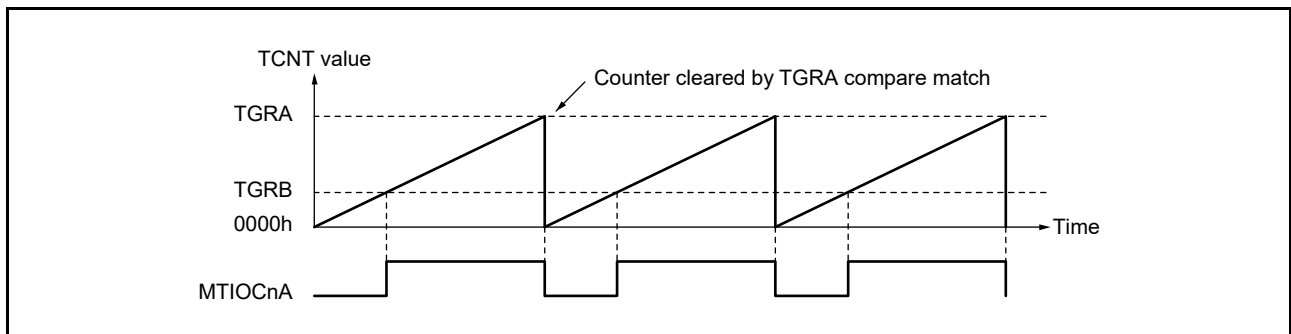 TCNT value
Counter cleared by TGRA compare match
TGRA
TGRB
0000h
Time
MTIOCnA